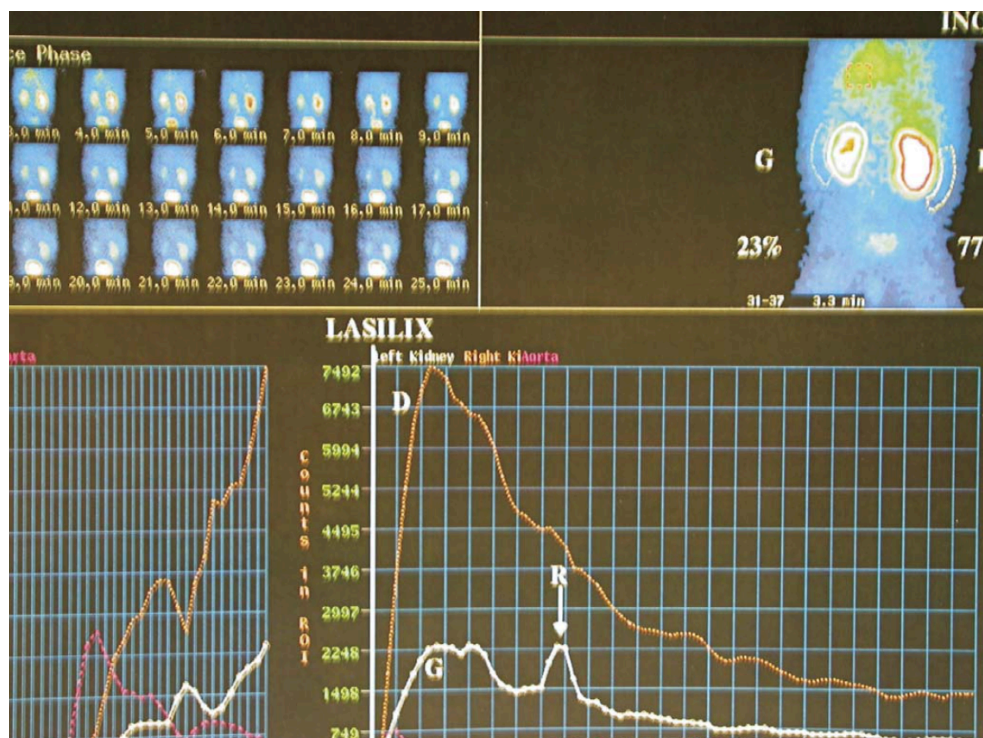 INC
ce Phase
3,0 min 4,0 min 5,0 min 6,0 min 7,0 min 8,0 min 9,0 min
12,0 min 13,0 min 14,0 min 15,0 min 16,0 min 17,0 min
20,0 min 21,0 min 22,0 min 23,0 min 24,0 min 25,0 min
G
23%
77
31-37 3.3 min
LASILIX
orta
Left Kidney Right Ki Aorta
7492
6743
5994
5244
4495
3746
2997
2248
1498
749
Counts in ROI
D
R
G